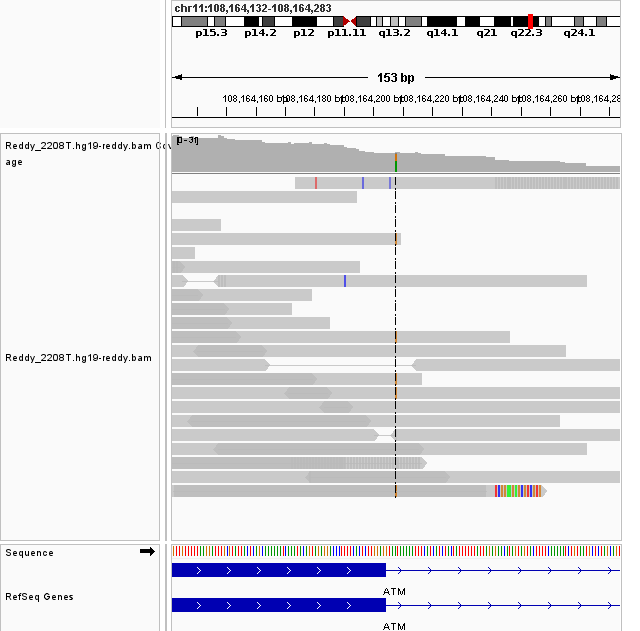 chr11:108,164,132-108,164,283
p15.3 p14.2 p12 p11.11 q13.2 q14.1 q21 q22.3 q24.1
153 bp
108,164,160 bp 108,164,180 bp 108,164,200 bp 108,164,220 bp 108,164,240 bp 108,164,260 bp 108,164,28
Reddy_2208T.hg19-reddy.bam Cov
age
Reddy_2208T.hg19-reddy.bam
Sequence
ATM
RefSeq Genes
ATM